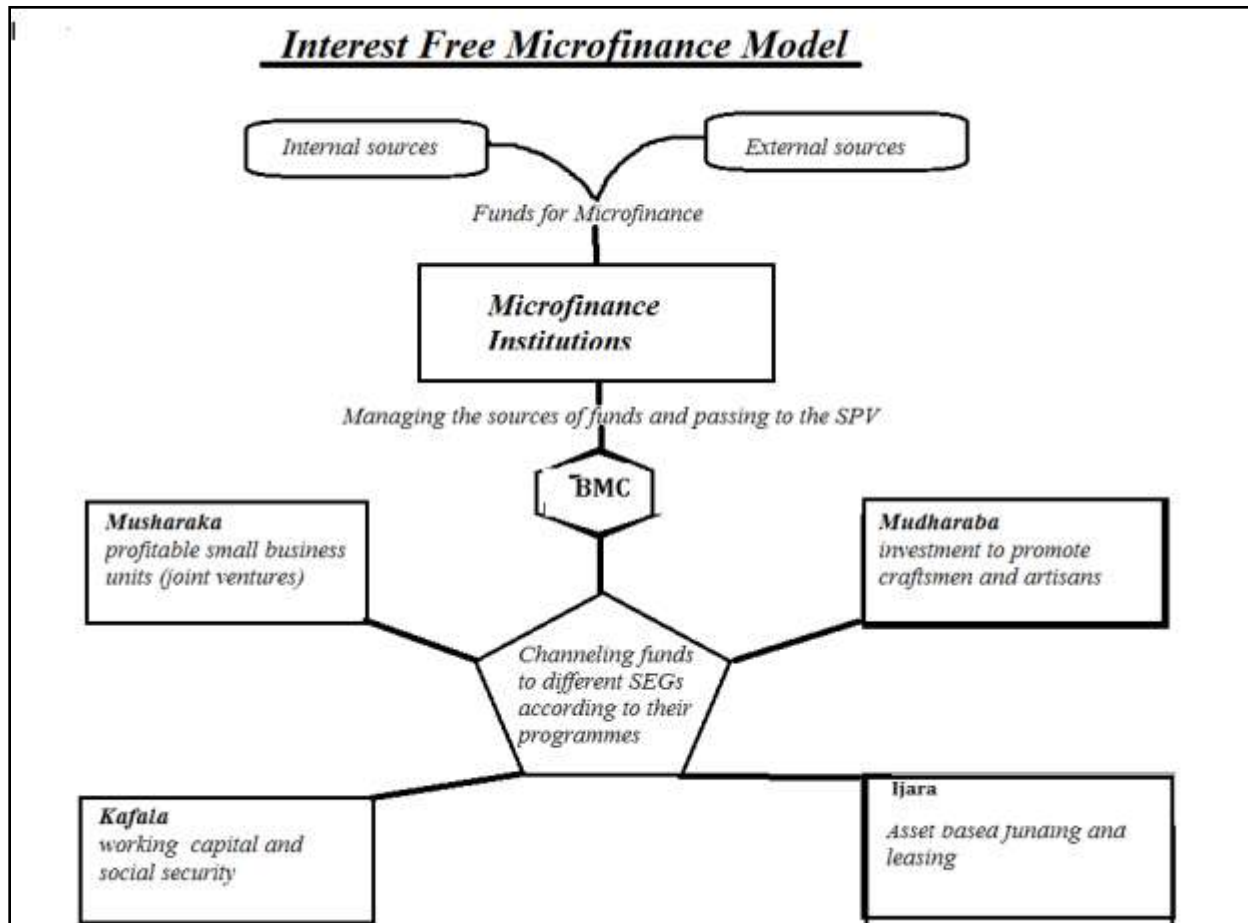 Interest Free Microfinance Model
Internal sources
External sources
Funds for Microfinance
Microfinance
Institutions
Managing the sources of funds and passing to the SPV
BMC
Musharaka
profitable small business
units (joint ventures)
Mudharaba
investment to promote
craftsmen and artisans
Channeling funds
to different SEGs
according to their
programmes
Kafala
working capital and
social security
Ijara
Asset based funding and
leasing